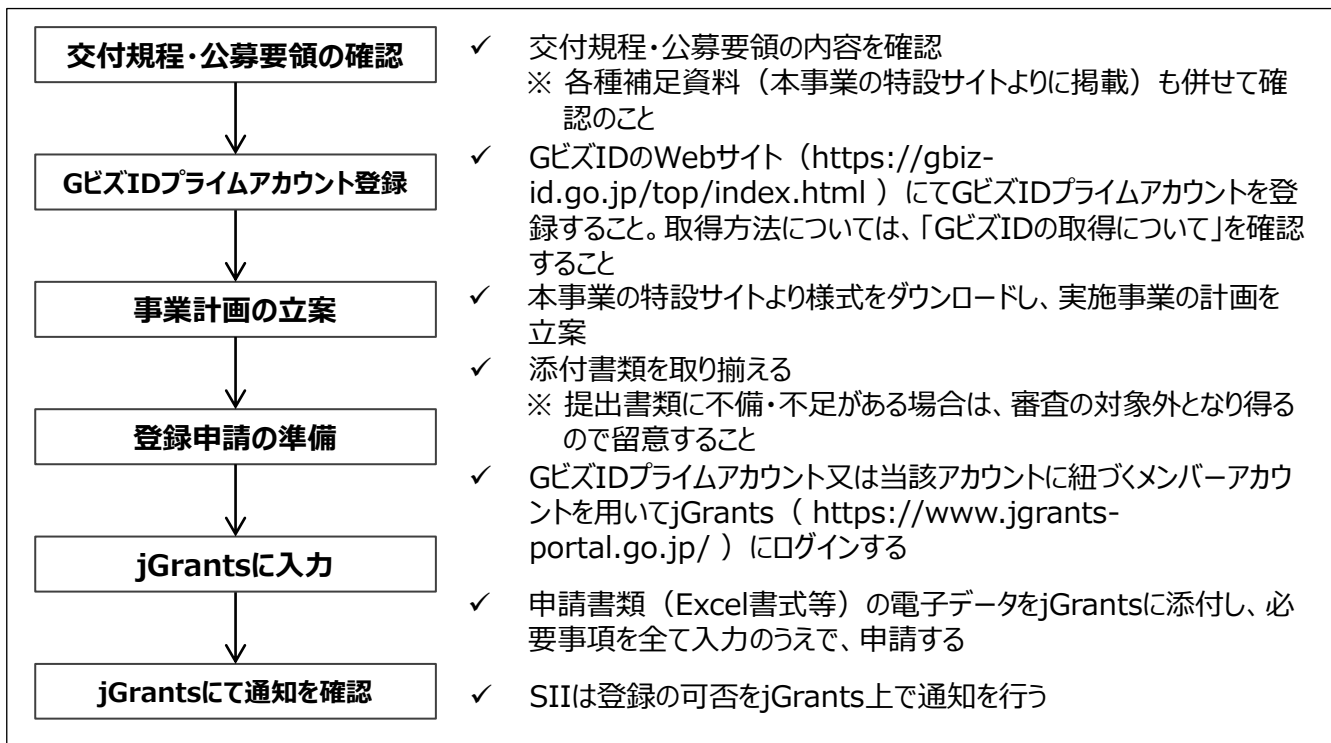 交付規程・公募要領の確認
✓ 交付規程・公募要領の内容を確認
※ 各種補足資料（本事業の特設サイトよりに掲載）も併せて確
認のこと
GビズIDプライムアカウント登録
✓ GビズIDのWebサイト（https://gbiz-
id.go.jp/top/index.html ）にてGビズIDプライムアカウントを登
録すること。取得方法については、「GビズIDの取得について」を確認
すること
事業計画の立案
✓ 本事業の特設サイトより様式をダウンロードし、実施事業の計画を
立案
登録申請の準備
✓ 添付書類を取り揃える
※ 提出書類に不備・不足がある場合は、審査の対象外となり得る
ので留意すること
jGrantsに入力
✓ GビズIDプライムアカウント又は当該アカウントに紐づくメンバーアカウ
ントを用いてjGrants（ https://www.jgrants-
portal.go.jp/ ）にログインする
✓ 申請書類（Excel書式等）の電子データをjGrantsに添付し、必
要事項を全て入力のうえで、申請する
jGrantsにて通知を確認
✓ SIIは登録の可否をjGrants上で通知を行う